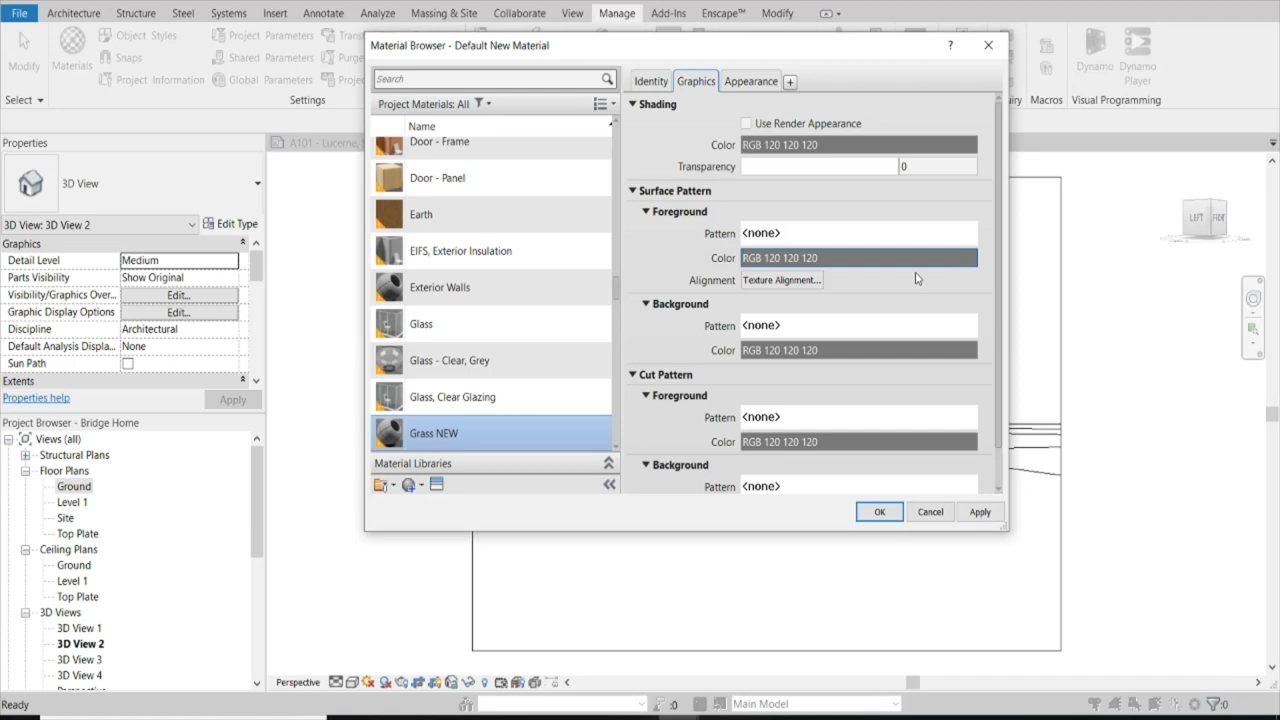 File Architecture Structure Steel Systems Insert Annotate Analyze Massing & Site Collaborate View Manage Add-Ins Enscape™ Modify
Modify
Materials
Object Styles
Snaps
Project Information
Project Parameters
Shared Parameters
Global Parameters
Dynamo
Dynamo
Player
Select
Settings
Macros
Visual Programming
Material Browser - Default New Material
?
Search
Project Materials: All
Name
Door - Frame
Door - Panel
Earth
EIFS, Exterior Insulation
Exterior Walls
Glass
Glass - Clear, Grey
Glass, Clear Glazing
Grass NEW
Material Libraries
Identity Graphics Appearance
Shading
Use Render Appearance
Color RGB 120 120 120
Transparency 0
Surface Pattern
Foreground
Pattern <none>
Color RGB 120 120 120
Alignment Texture Alignment...
Background
Pattern <none>
Color RGB 120 120 120
Cut Pattern
Foreground
Pattern <none>
Color RGB 120 120 120
Background
Pattern <none>
OK Cancel Apply
Properties
3D View
3D View: 3D View 2
Edit Type
Graphics
Detail Level Medium
Parts Visibility Show Original
Visibility/Graphics Over... Edit...
Graphic Display Options Edit...
Discipline Architectural
Default Analysis Displa... None
Sun Path
Extents
Properties help
Apply
Project Browser - Bridge Home
Views (all)
Structural Plans
Floor Plans
Ground
Level 1
Site
Top Plate
Ceiling Plans
Ground
Level 1
Top Plate
3D Views
3D View 1
3D View 2
3D View 3
3D View 4
A101 - Lucerne,
LEFT
Perspective
Ready
:0
Main Model
:0